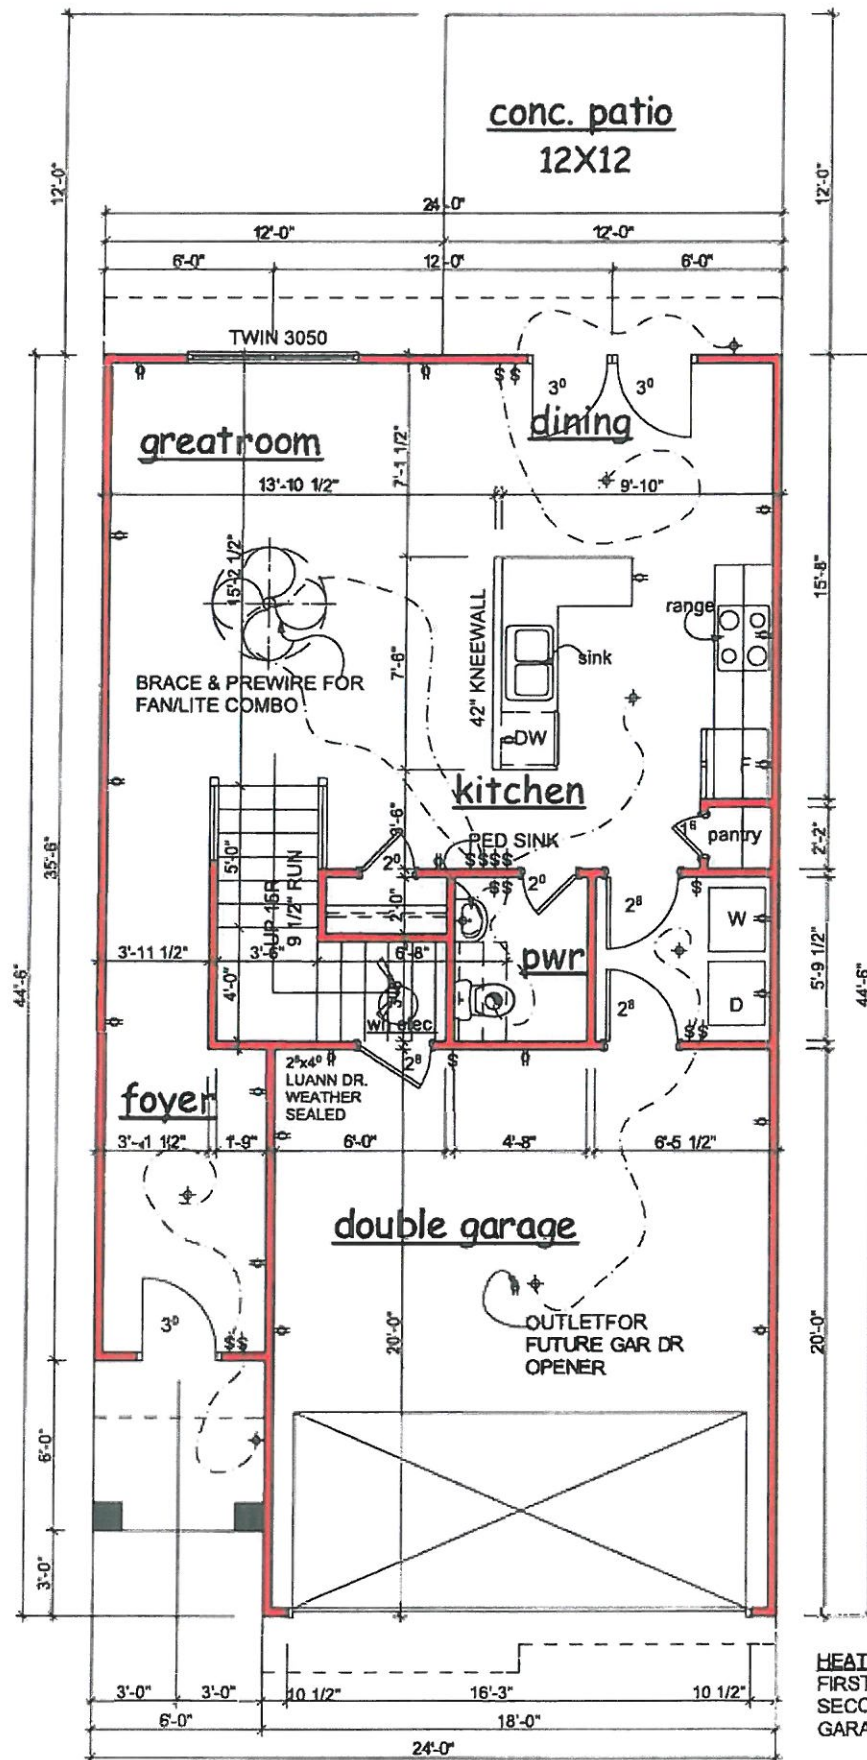 conc. patio
12X12
12'-0"
12'-0"
24'-0"
12'-0"
12'-0"
6'-0"
12'-0"
6'-0"
TWIN 3050
3⁰
3⁰
dining
greatroom
7'-1 1/2"
13'-10 1/2"
9'-10"
15'-2 1/2"
15'-8"
range
42" KNEEWALL
sink
7'-6"
BRACE & PREWIRE FOR
FAN/LITE COMBO
DW
kitchen
PED SINK
1⁶
pantry
2'-2"
35'-6"
5'-0"
UP 15R
9 1/2" RUN
2⁰
2'-0"
2⁰
2⁸
W
3'-11 1/2"
3'-6"
6'-8"
pwr
5'-9 1/2"
44'-6"
44'-6"
4'-0"
wh elec
2⁸
D
2⁸x4⁰
LUANN DR.
WEATHER
SEALED
2⁸
foyer
1'-9"
6'-0"
4'-8"
6'-5 1/2"
double garage
3⁰
20'-0"
20'-0"
OUTLETFOR
FUTURE GAR DR
OPENER
6'-0"
3'-0"
HEAT
FIRST
SECO
GARA
3'-0"
3'-0"
10 1/2"
16'-3"
10 1/2"
6'-0"
18'-0"
24'-0"